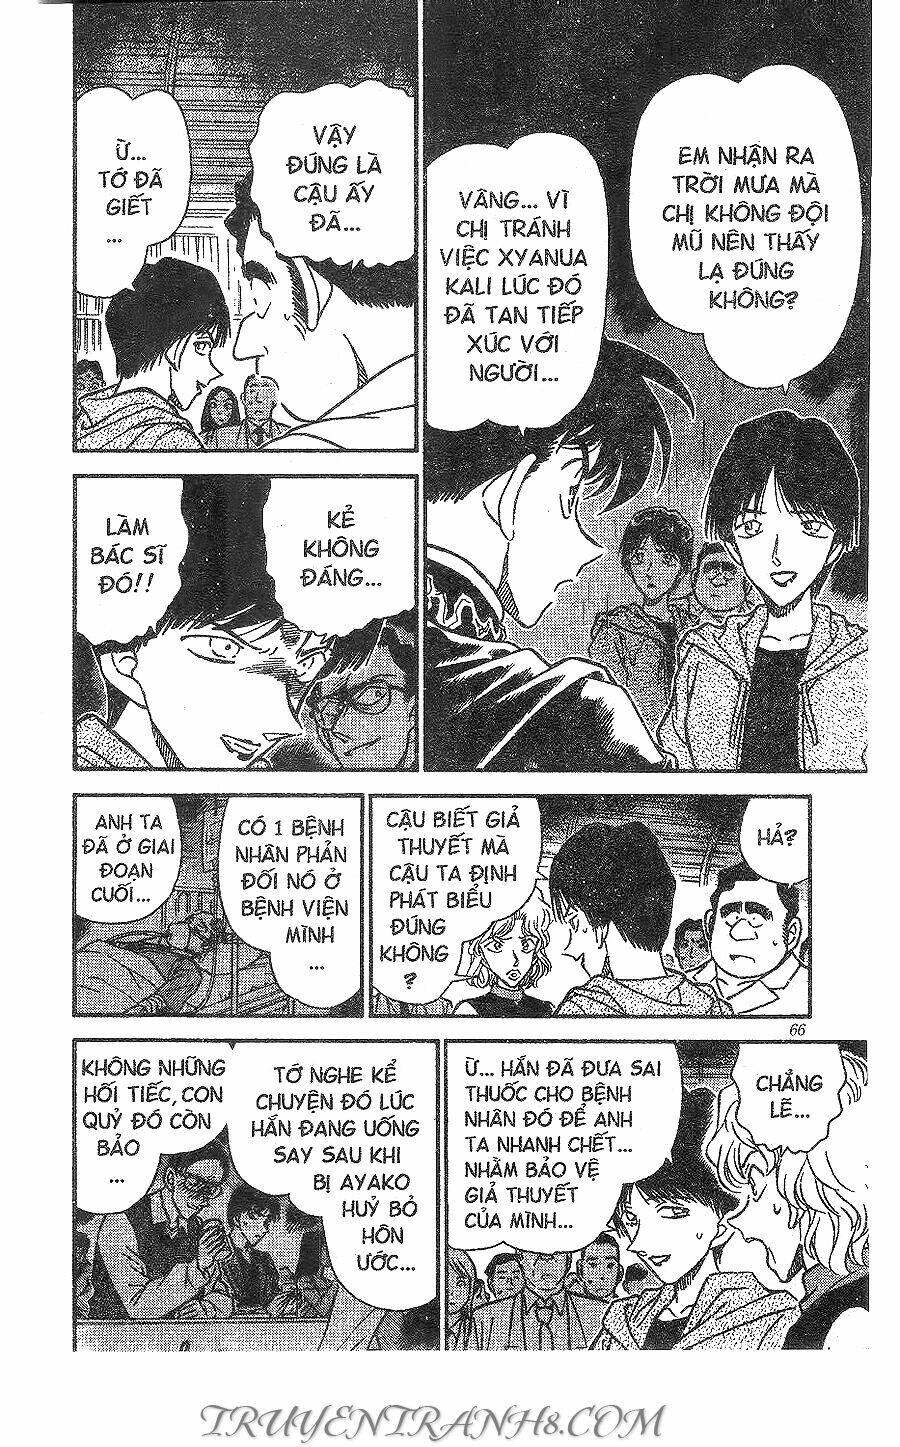 EM NHẬN RA
TRỜI MƯA MÀ
CHỊ KHÔNG ĐỘI
MŨ NÊN THẤY
LẠ ĐÚNG
KHÔNG?
VÂNG... VÌ
CHỊ TRÁNH
VIỆC XYANUA
KALI LÚC ĐÓ
ĐÃ TAN TIẾP
XÚC VỚI
NGƯỜI...
VẬY
ĐÚNG LÀ
CẬU ẤY
ĐÃ...
Ừ...
TỚ ĐÃ
GIẾT
...
KẺ
KHÔNG
ĐÁNG...
LÀM
BÁC SĨ
ĐÓ!!
HẢ?
CẬU BIẾT GIẢ
THUYẾT MÀ
CẬU TA ĐỊNH
PHÁT BIỂU
ĐÚNG
KHÔNG
?
CÓ 1 BỆNH
NHÂN PHẢN
ĐỐI NÓ Ở
BỆNH VIỆN
MÌNH
...
ANH TA
ĐÃ Ở GIAI
ĐOẠN
CUỐI...
66
CHẲNG
LẼ...
Ừ... HẮN ĐÃ ĐƯA SAI
THUỐC CHO BỆNH
NHÂN ĐÓ ĐỂ ANH
TA NHANH CHẾT...
NHẰM BẢO VỆ
GIẢ THUYẾT
CỦA MÌNH...
TỚ NGHE KỂ
CHUYỆN ĐÓ LÚC
HẮN ĐANG UỐNG
SAY SAU KHI
BỊ AYAKO
HUỶ BỎ
HÔN
ƯỚC...
KHÔNG NHỮNG
HỐI TIẾC, CON
QUỶ ĐÓ CÒN
BẢO
...
TRUYENTRANH8.COM